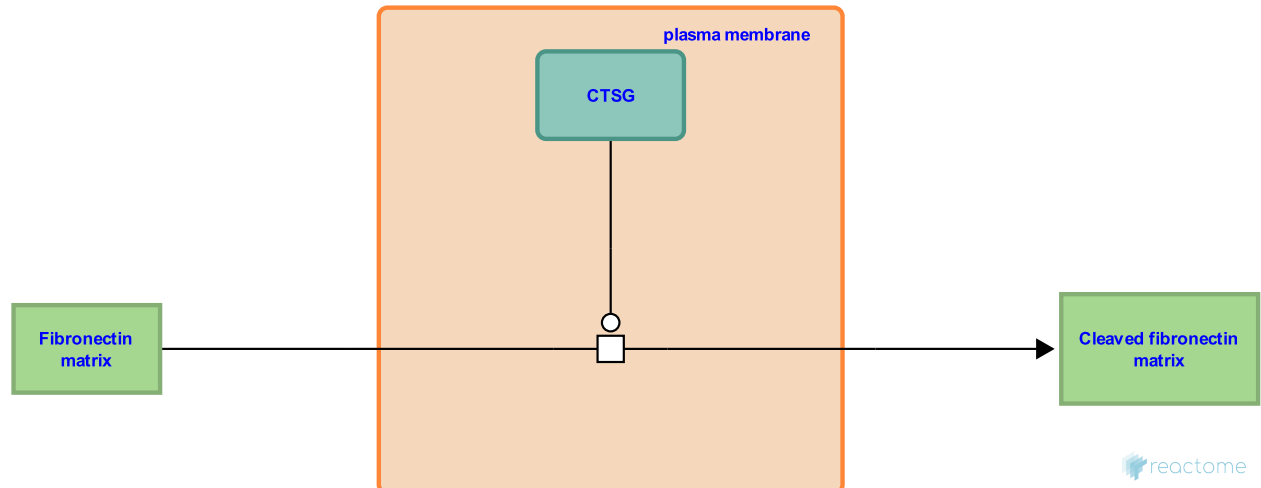 plasma membrane
CTSG
Fibronectin
matrix
Cleaved fibronectin
matrix
reactome